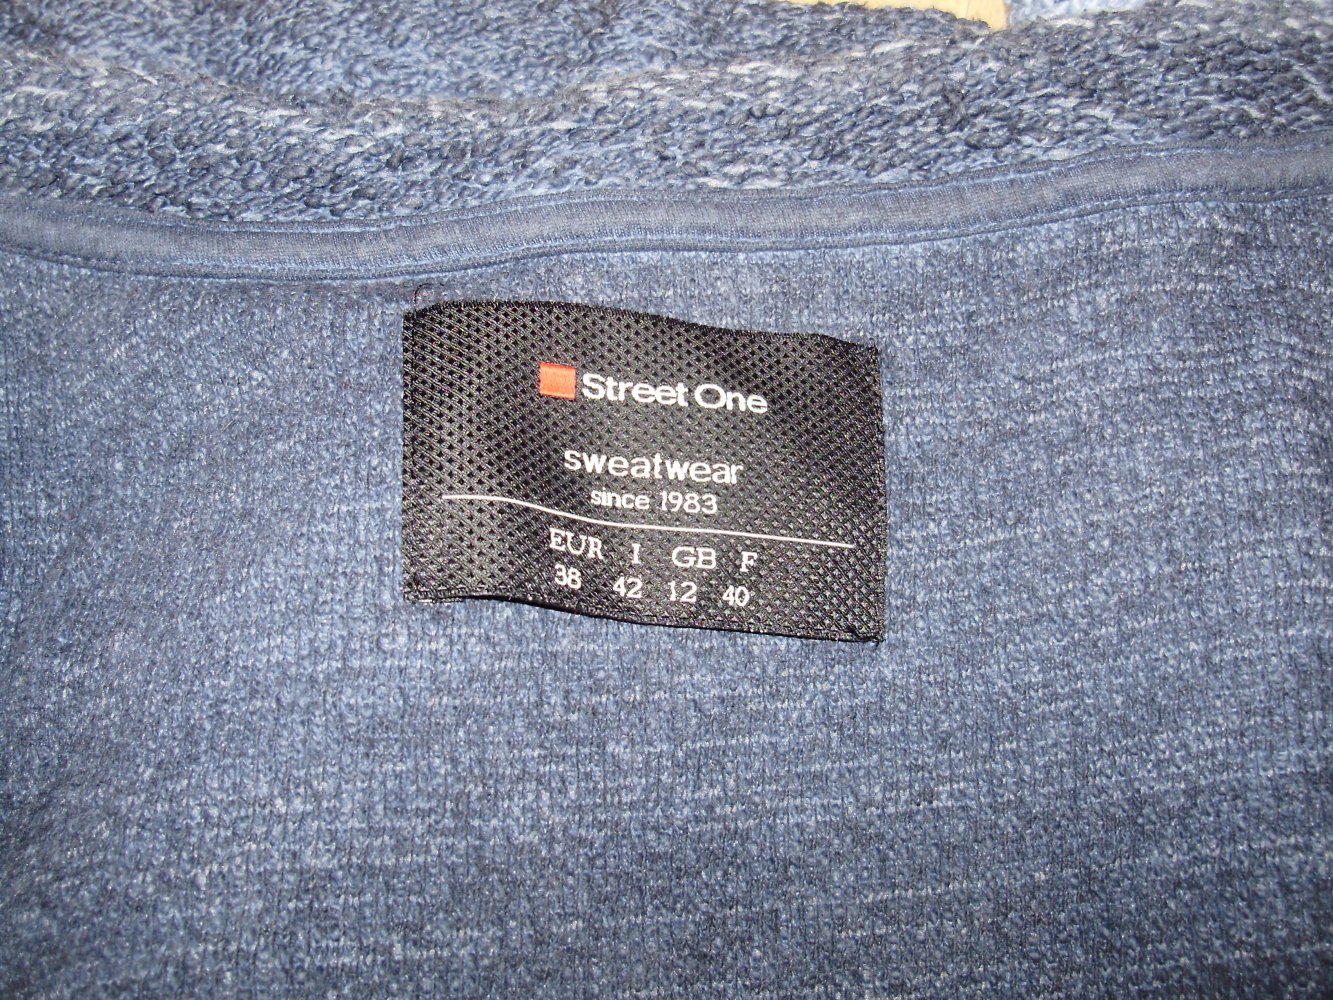 Street One
sweatwear
since 1983
EUR I GB F
38 42 12 40